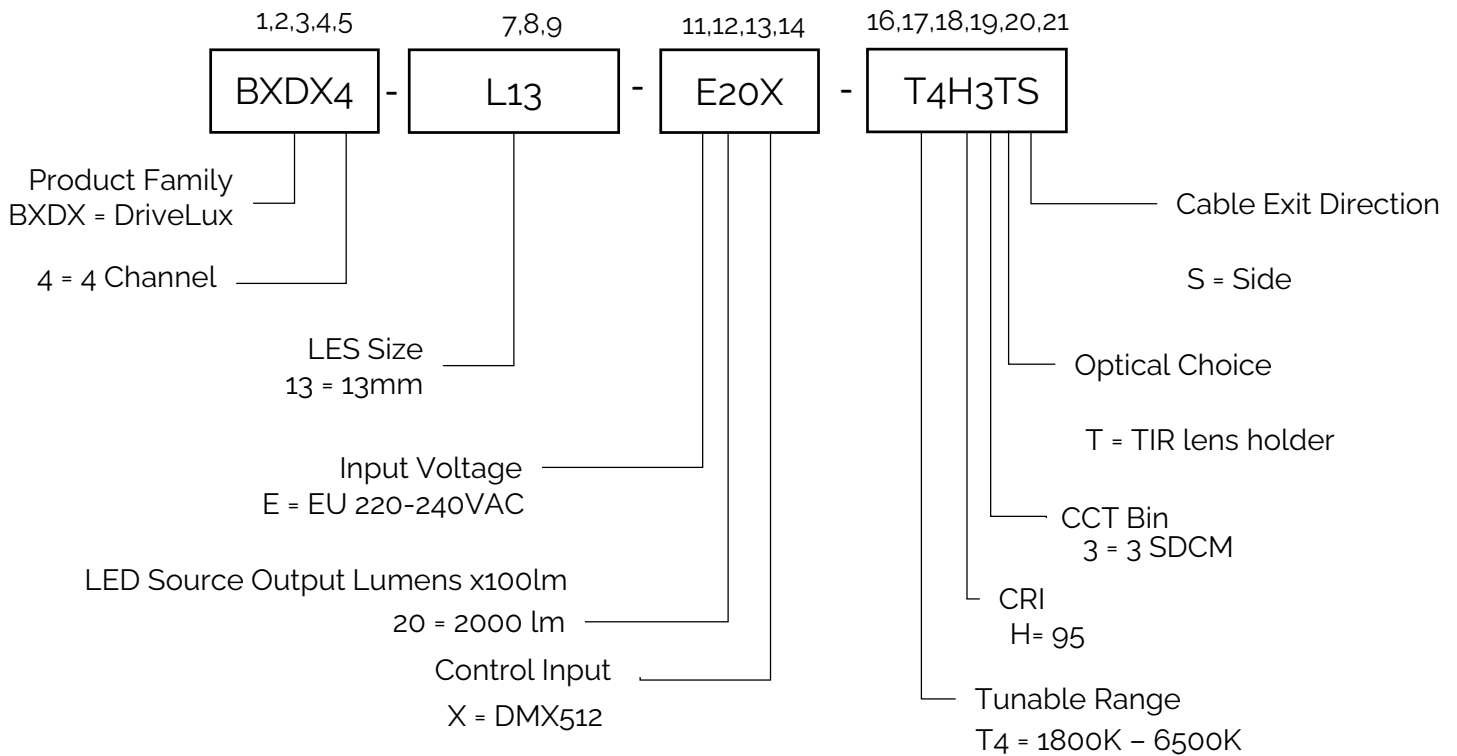 1,2,3,4,5
7,8,9
11,12,13,14
16,17,18,19,20,21
BXDX4 - L13 - E20X - T4H3TS
Product Family
BXDX = DriveLux
4 = 4 Channel
LES Size
13 = 13mm
Input Voltage
E = EU 220-240VAC
LED Source Output Lumens x100lm
20 = 2000 lm
Control Input
X = DMX512
Cable Exit Direction
S = Side
Optical Choice
T = TIR lens holder
CCT Bin
3 = 3 SDCM
CRI
H= 95
Tunable Range
T4 = 1800K – 6500K